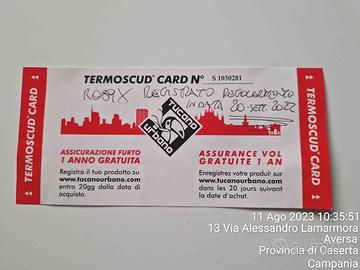 TERMOSCUD® CARD N° S 1030281
R089X REGISTRATO REGOLARMENTE
IN DATA 20-SETT. 2022
TERMOSCUD CARD
TUCANO
URBANO
ASSICURAZIONE FURTO
1 ANNO GRATUITA
Registra il tuo prodotto su
www.tucanourbano.com
entro 20gg dalla data di
acquisto.
ASSURANCE VOL
GRATUITE 1 AN
Enregistrez votre produit sur
www.tucanourbano.com
dans les 20 jours suivant
la date d'achat.
TERMOSCUD CARD
11 Ago 2023 10:35:51
13 Via Alessandro Lamarmora
Aversa
Provincia di Caserta
Campania